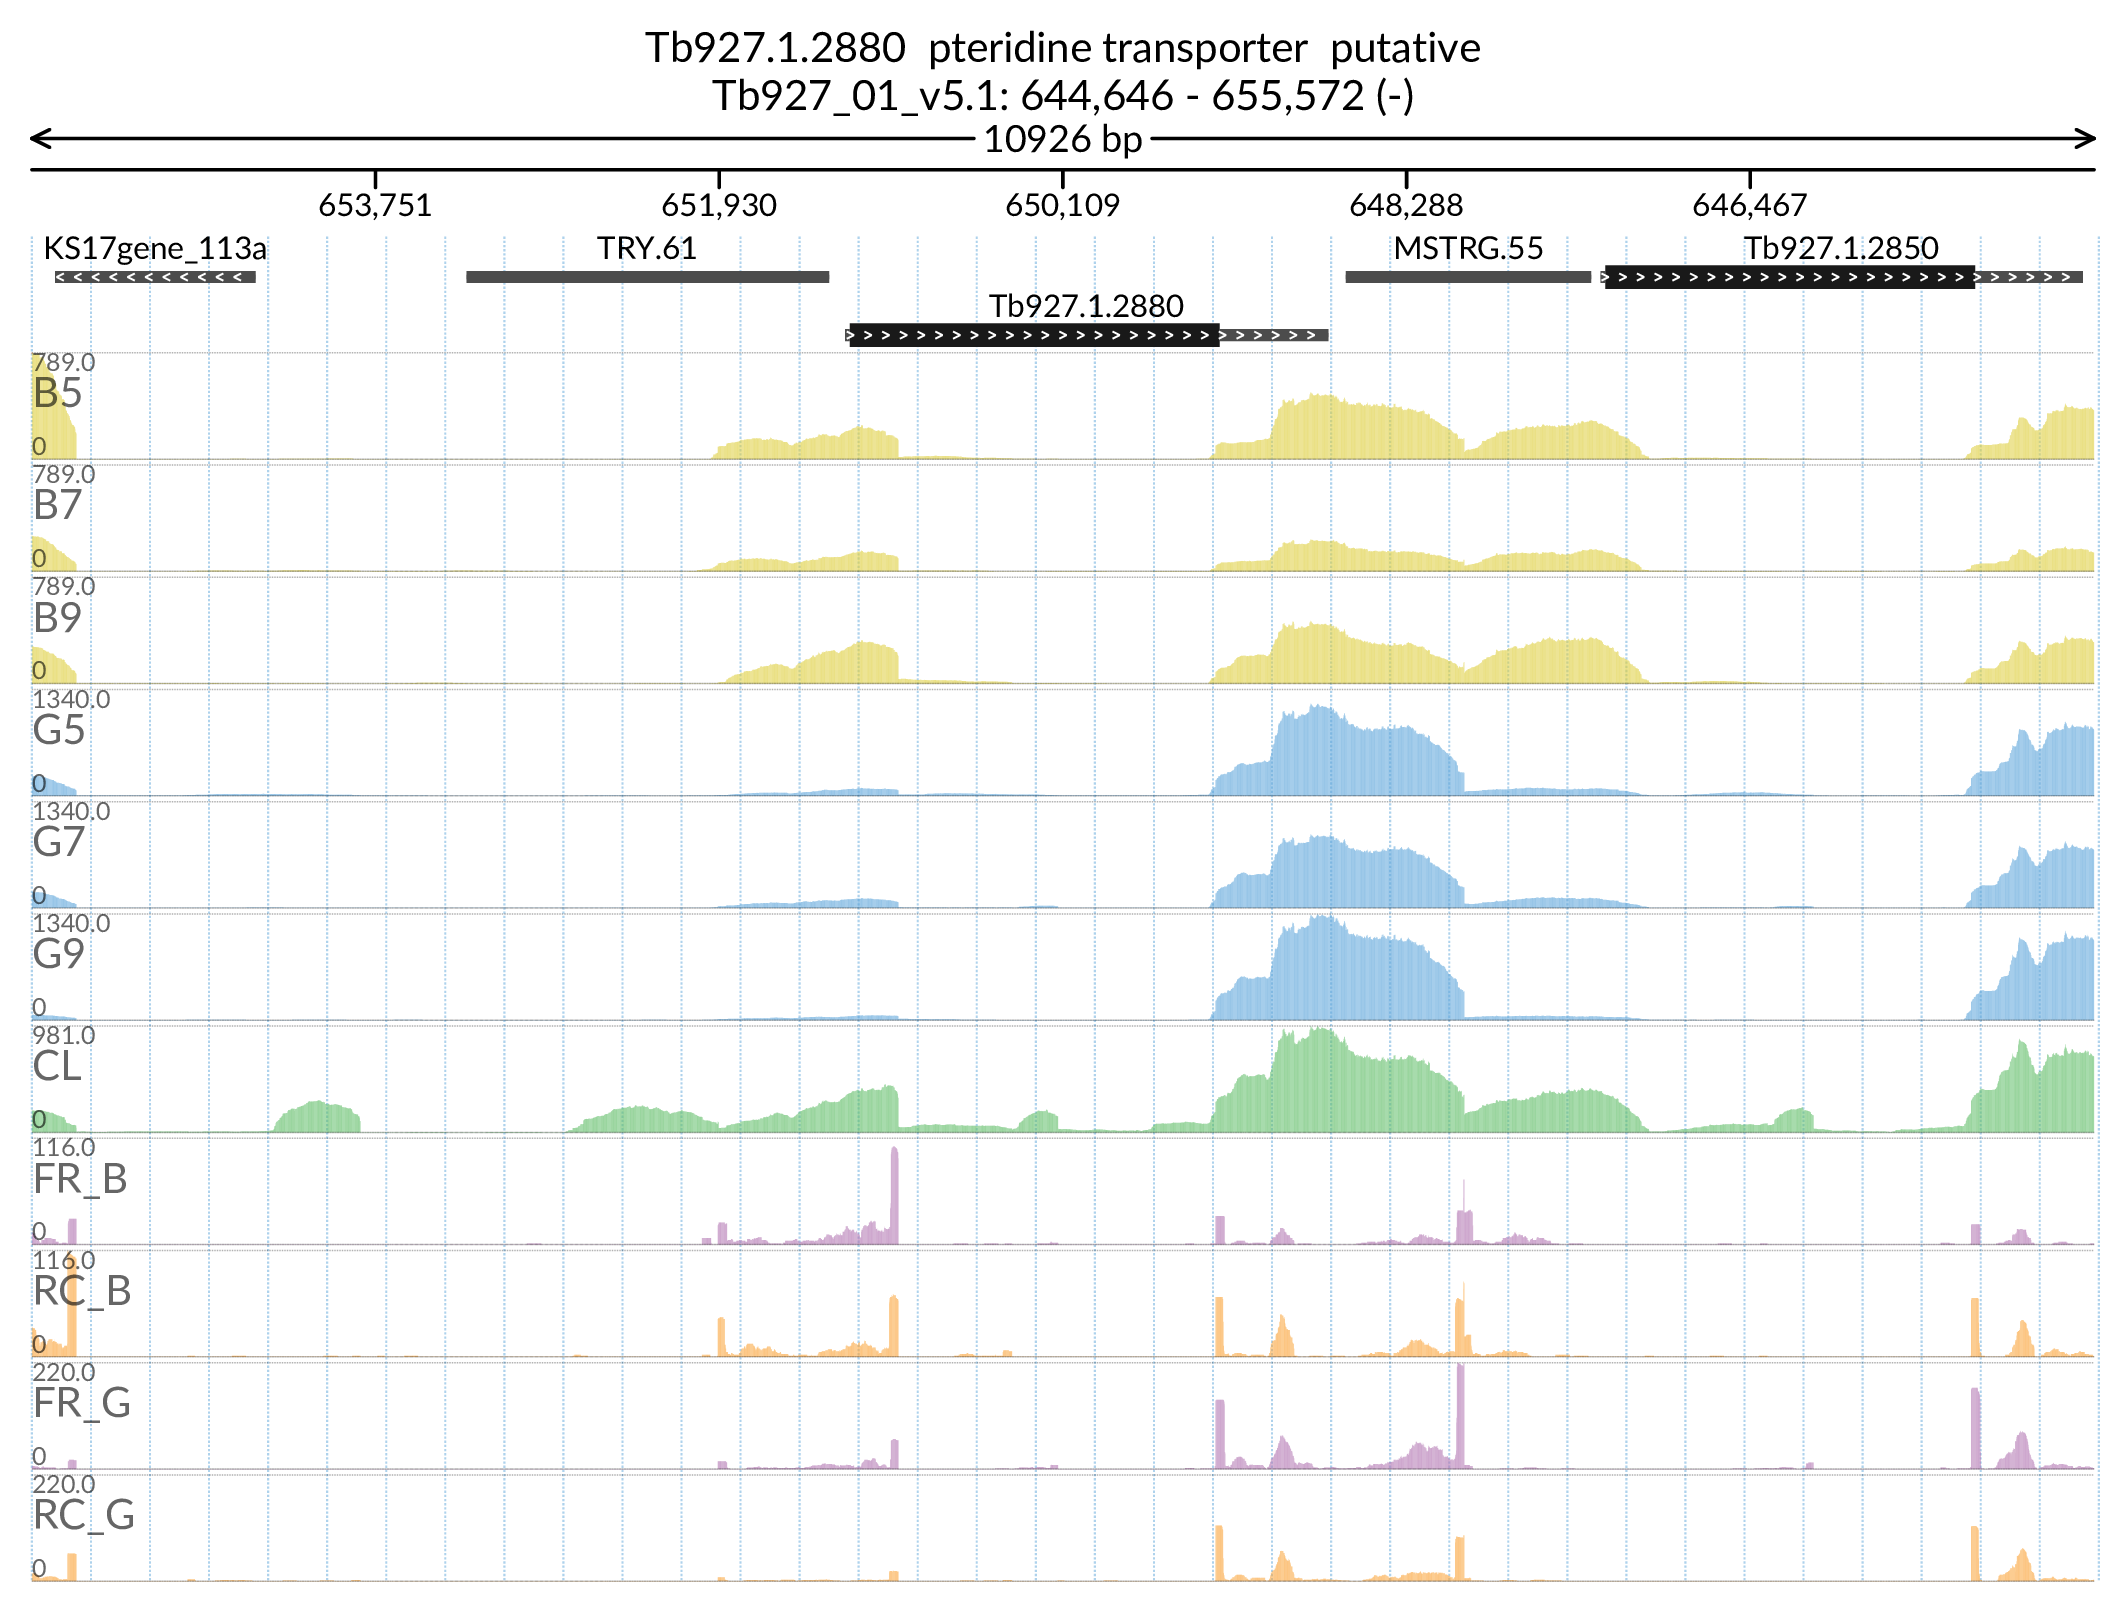 Tb927.1.2880 pteridine transporter putative
Tb927_01_v5.1: 644,646 - 655,572 (-)
10926 bp
653,751 651,930 650,109 648,288 646,467
KS17gene_113a TRY.61 MSTRG.55 Tb927.1.2850
Tb927.1.2880
789.0
B5
0
789.0
B7
0
789.0
B9
0
1340.0
G5
0
1340.0
G7
0
1340.0
G9
0
981.0
CL
0
116.0
FR_B
0
116.0
RC_B
0
220.0
FR_G
0
220.0
RC_G
0